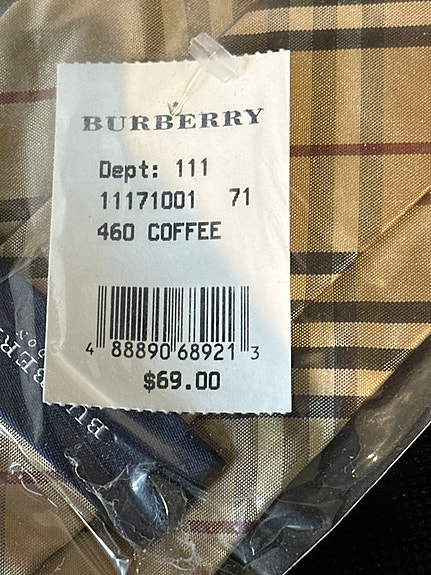 BURBERRY
Dept: 111
11171001 71
460 COFFEE
4 88890 68921 3
$69.00